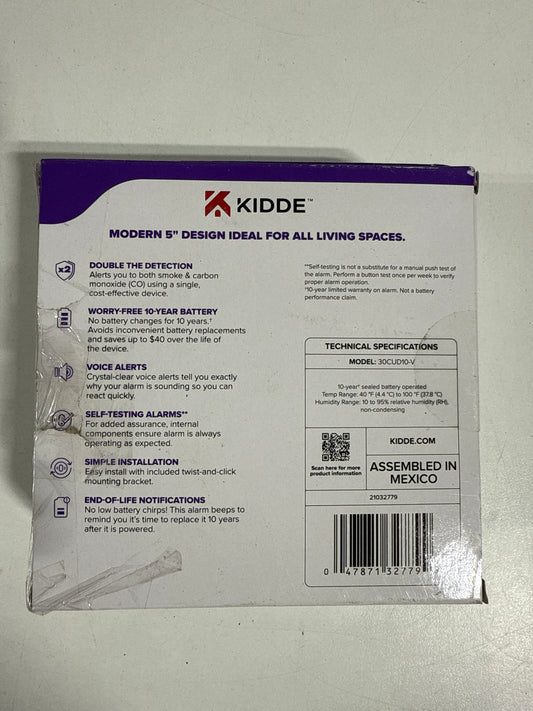 KIDDE™
MODERN 5" DESIGN IDEAL FOR ALL LIVING SPACES.
x2
DOUBLE THE DETECTION
Alerts you to both smoke & carbon
monoxide (CO) using a single,
cost-effective device.
WORRY-FREE 10-YEAR BATTERY
No battery changes for 10 years.†
Avoids inconvenient battery replacements
and saves up to $40 over the life of
the device.
VOICE ALERTS
Crystal-clear voice alerts tell you exactly
why your alarm is sounding so you can
react quickly.
SELF-TESTING ALARMS**
For added assurance, internal
components ensure alarm is always
operating as expected.
SIMPLE INSTALLATION
Easy install with included twist-and-click
mounting bracket.
END-OF-LIFE NOTIFICATIONS
No low battery chirps! This alarm beeps to
remind you it's time to replace it 10 years
after it is powered.
**Self-testing is not a substitute for a manual push test of
the alarm. Perform a button test once per week to verify
proper alarm operation.
†10-year limited warranty on alarm. Not a battery
performance claim.
TECHNICAL SPECIFICATIONS
MODEL: 30CUD10-V
10-year† sealed battery operated
Temp Range: 40 °F (4.4 °C) to 100 °F (37.8 °C)
Humidity Range: 10 to 95% relative humidity (RH),
non-condensing
Scan here for more
product information
KIDDE.COM
ASSEMBLED IN
MEXICO
21032779
0 47871 32779